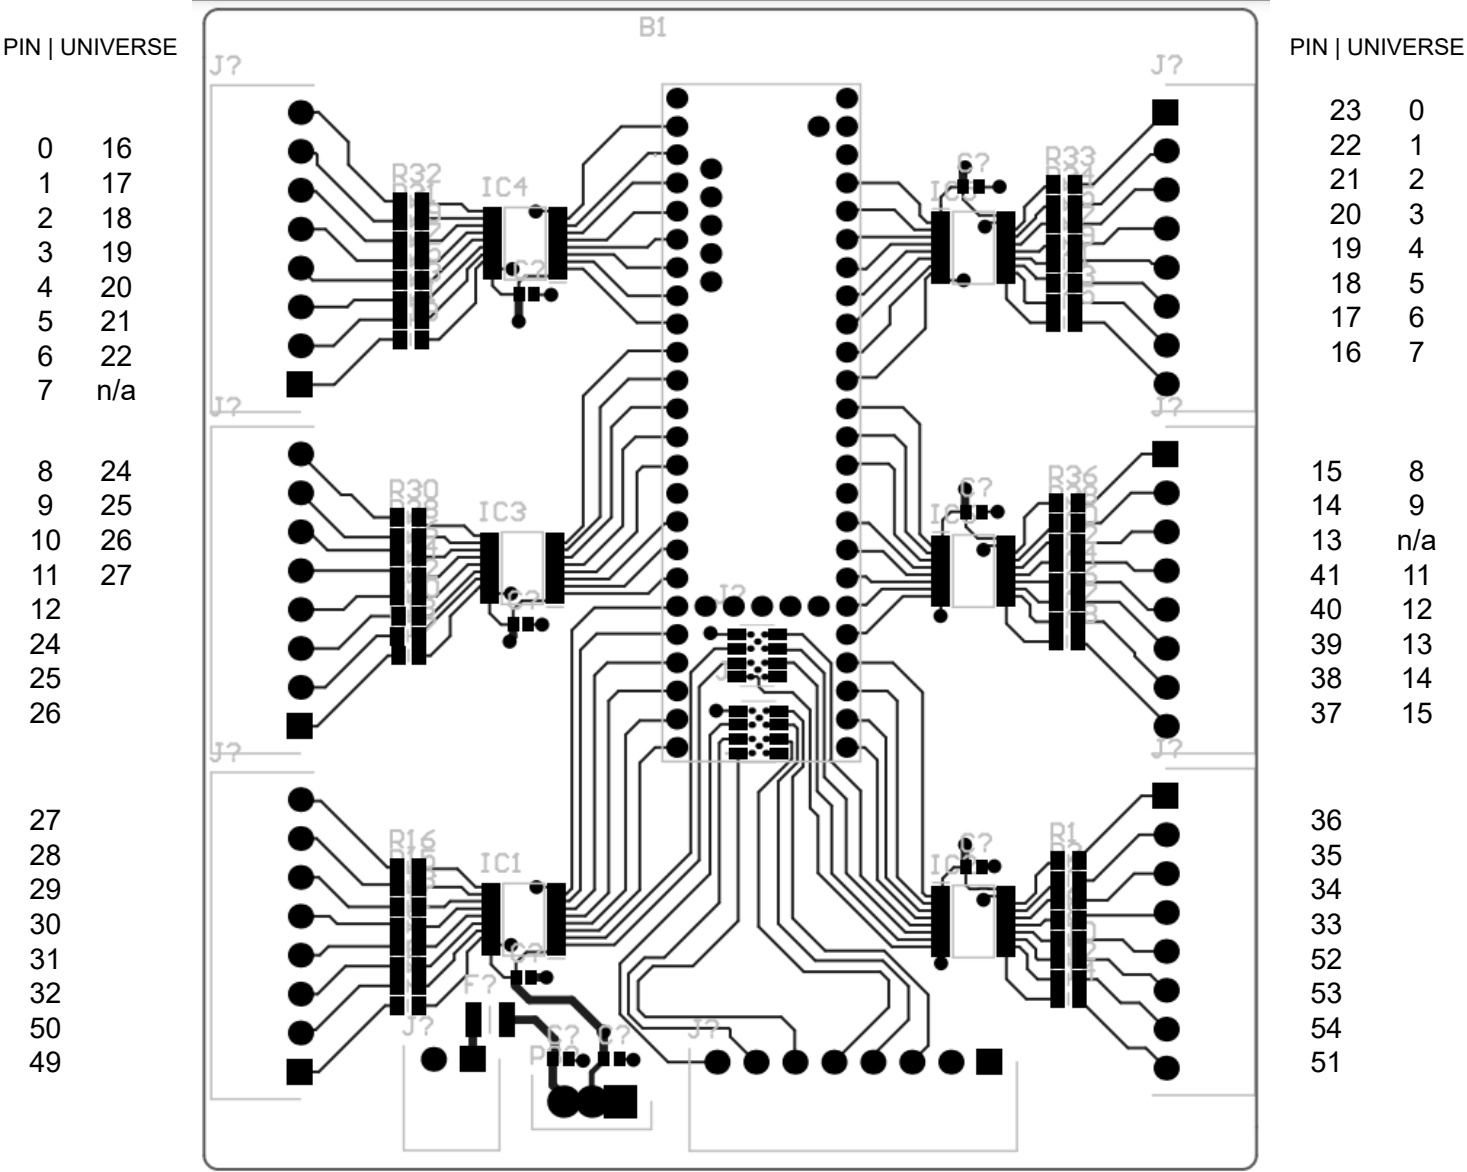 B1
PIN | UNIVERSE
PIN | UNIVERSE
J?
J?
0 16
1 17
2 18
3 19
4 20
5 21
6 22
7 n/a
R32
IC4
C?
C?
R33
23 0
22 1
21 2
20 3
19 4
18 5
17 6
16 7
J?
J?
8 24
9 25
10 26
11 27
12
24
25
26
R30
IC3
C?
J?
C?
R36
15 8
14 9
13 n/a
41 11
40 12
39 13
38 14
37 15
J?
J?
27
28
29
30
31
32
50
49
R16
IC1
C?
F?
J?
C?
C?
J?
C?
R1
36
35
34
33
52
53
54
51